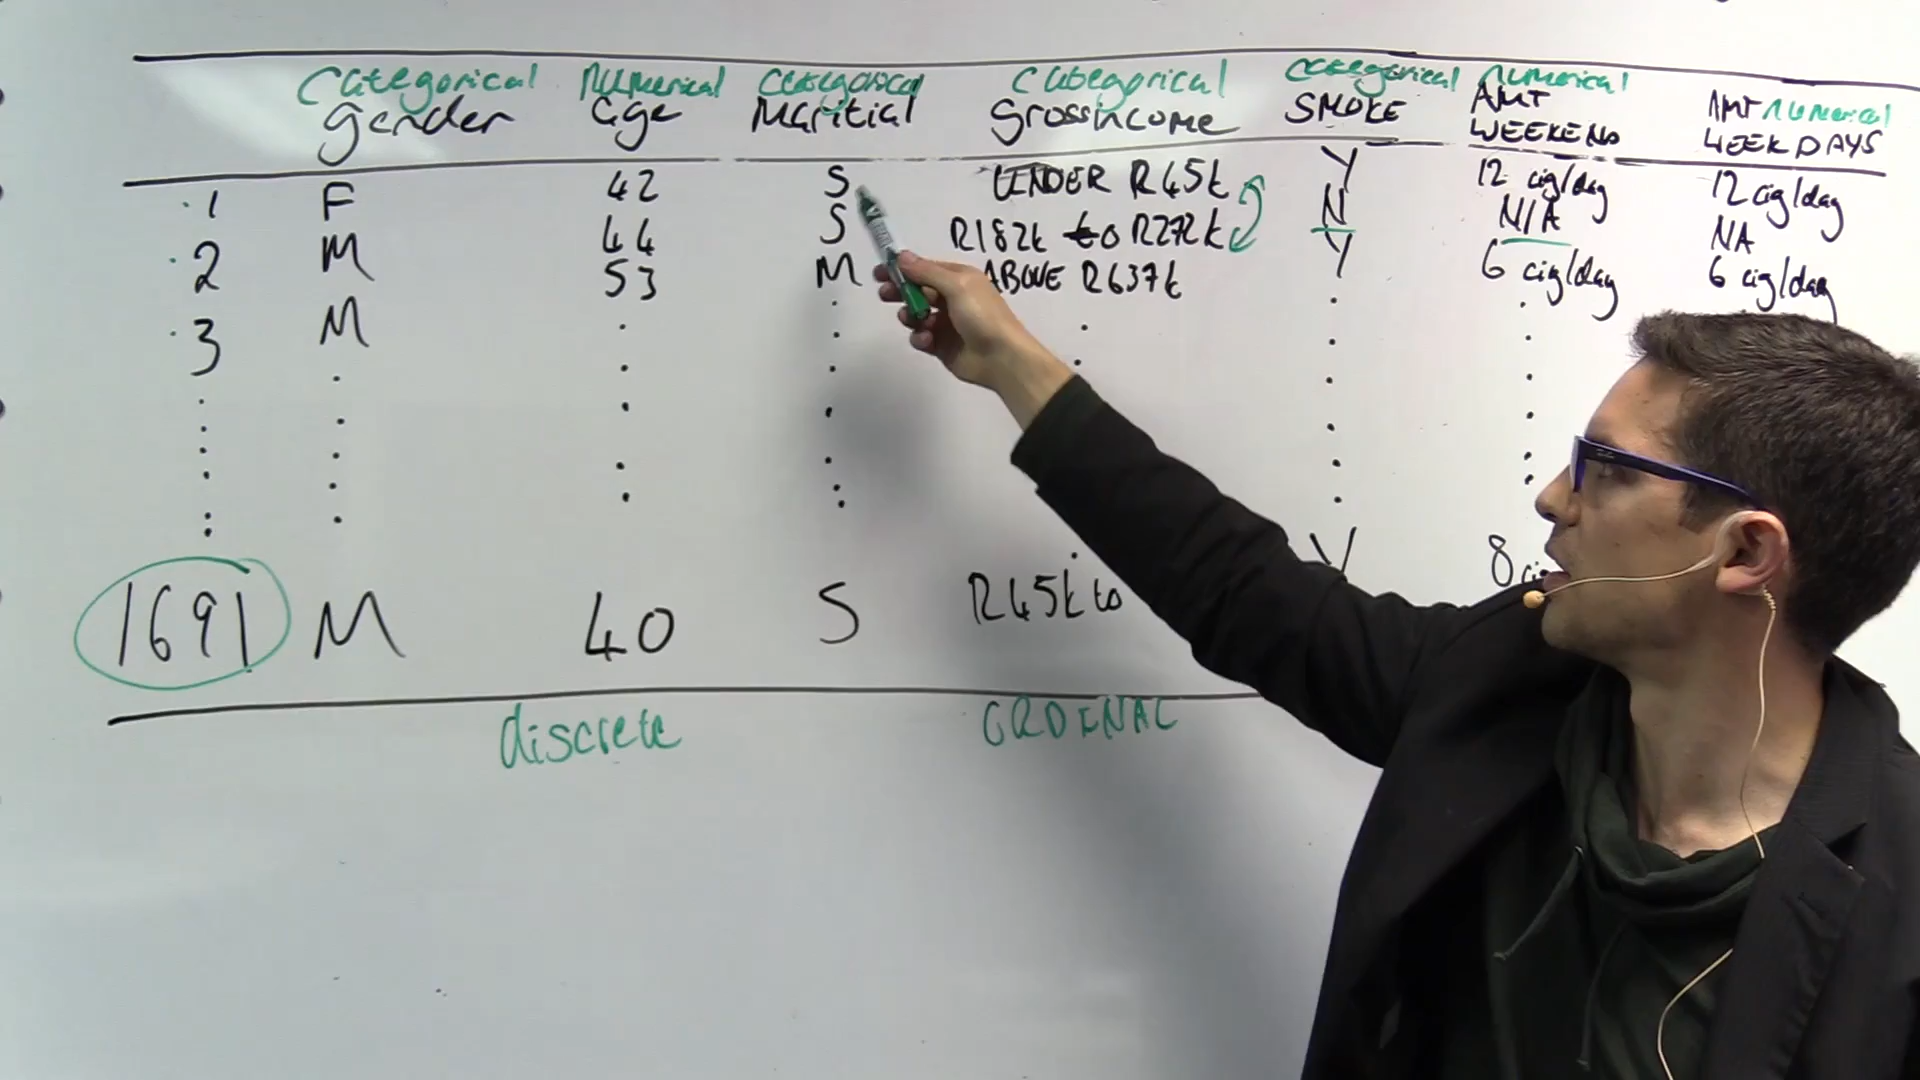 categorical numerical categorical categorical categorical numerical
gender age Maritial grossincome SMOKE AMT WEEKEND AMT numerical WEEKDAYS
1 F 42 S UNDER R45k Y 12 cig/day 12 cig/day
2 M 44 S R182k to R272k N N/A NA
3 M 53 M ABOVE R637k Y 6 cig/day 6 cig/day
1691 M 40 S R45k to Y 8
discrete ORDINAL